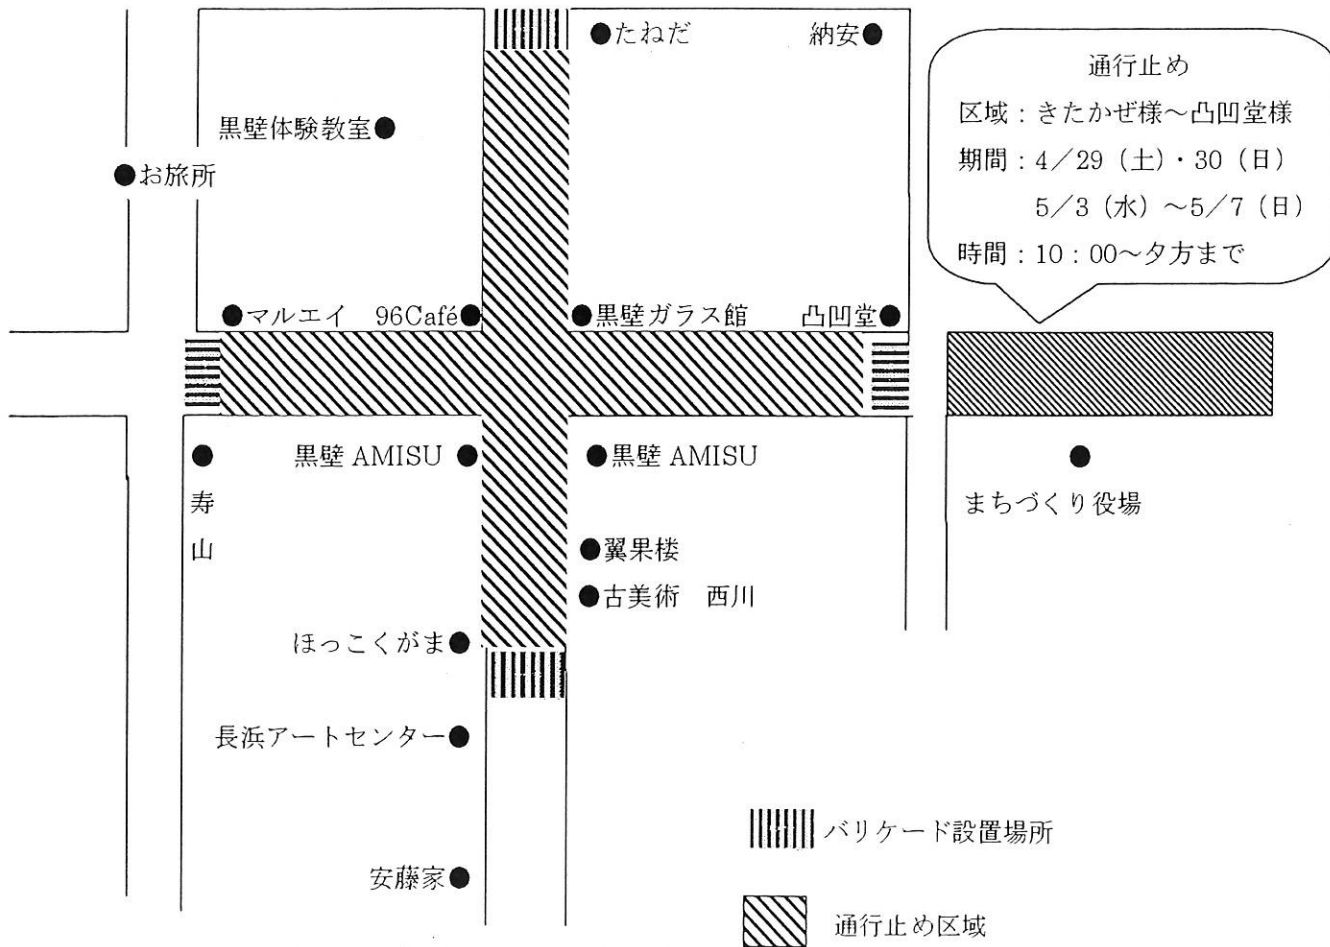 たねだ
納安
通行止め
区域：きたかぜ様～凸凹堂様
期間：4／29（土）・30（日）
5／3（水）～5／7（日）
時間：10：00～夕方まで
黒壁体験教室
お旅所
マルエイ
96Café
黒壁ガラス館
凸凹堂
寿山
黒壁 AMISU
黒壁 AMISU
まちづくり役場
翼果楼
古美術　西川
ほっこくがま
長浜アートセンター
安藤家
バリケード設置場所
通行止め区域